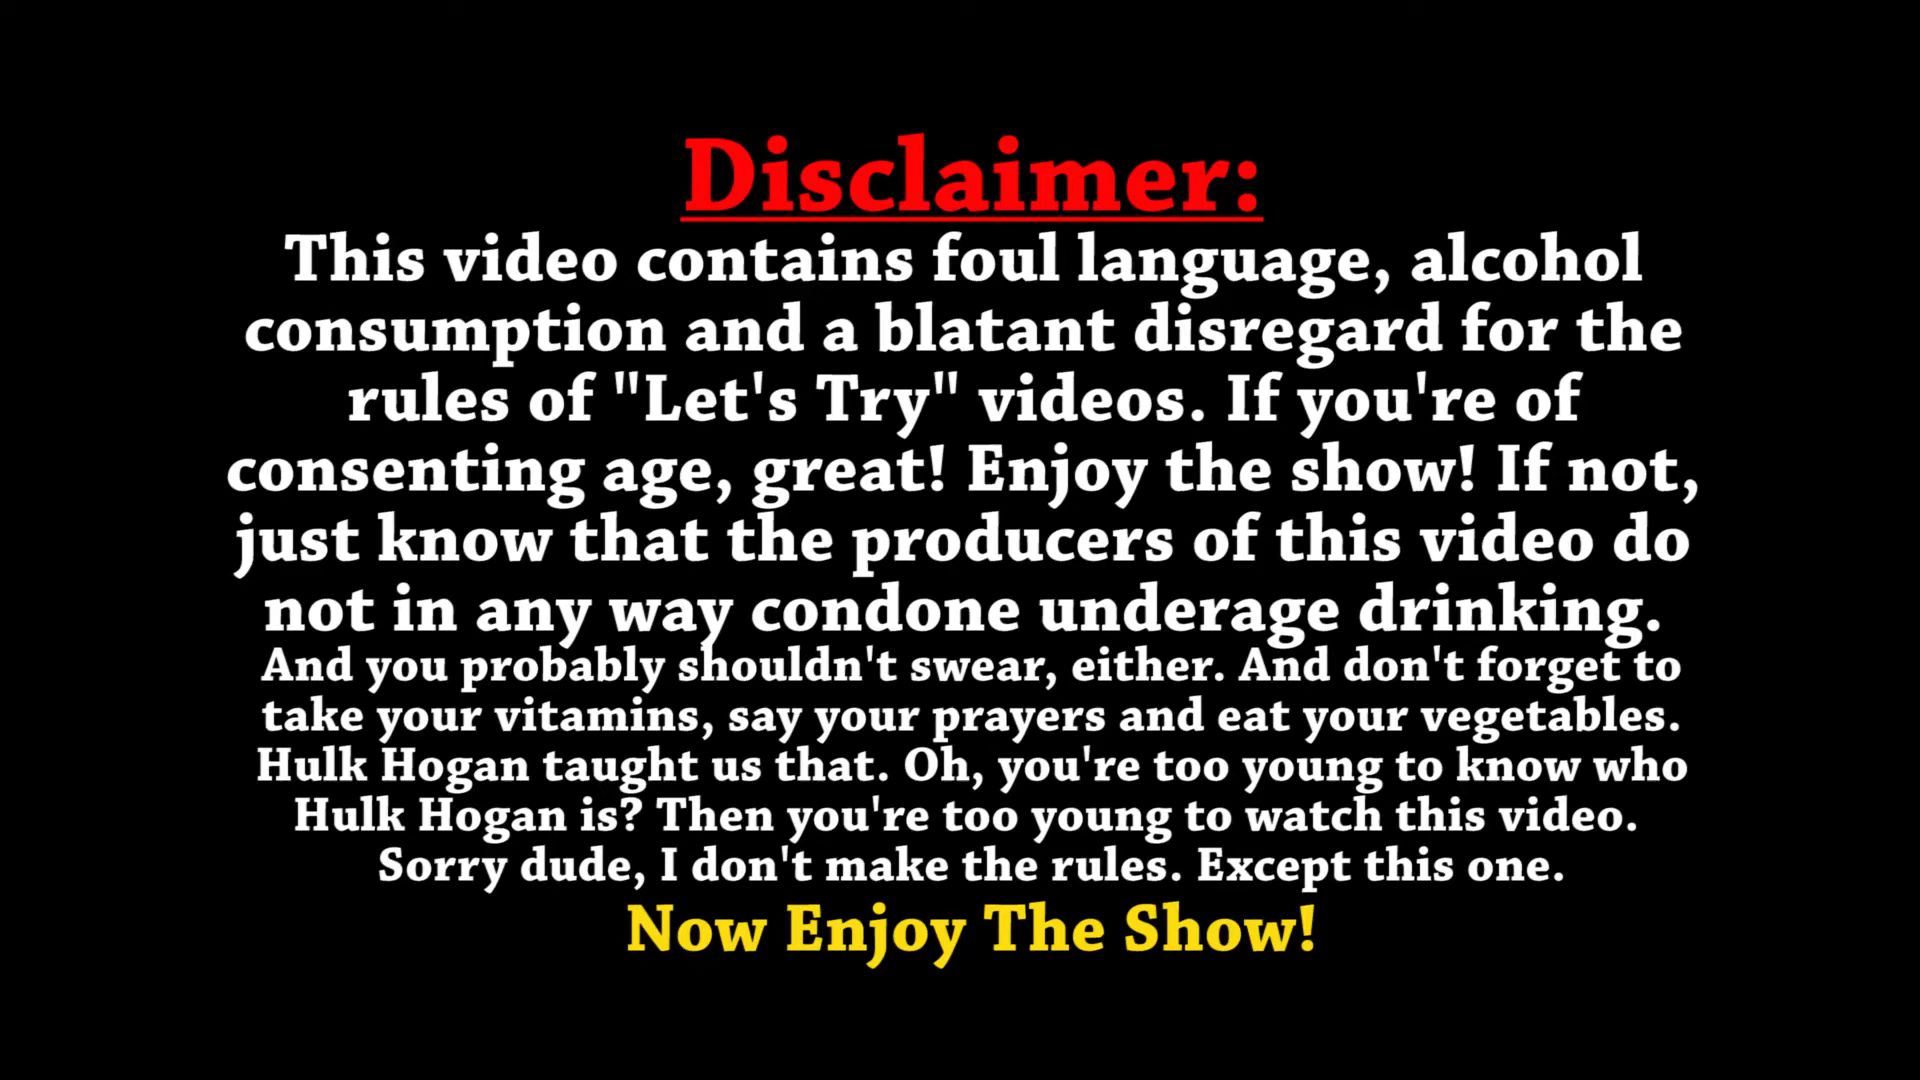 Disclaimer:
This video contains foul language, alcohol
consumption and a blatant disregard for the
rules of "Let's Try" videos. If you're of
consenting age, great! Enjoy the show! If not,
just know that the producers of this video do
not in any way condone underage drinking.
And you probably shouldn't swear, either. And don't forget to
take your vitamins, say your prayers and eat your vegetables.
Hulk Hogan taught us that. Oh, you're too young to know who
Hulk Hogan is? Then you're too young to watch this video.
Sorry dude, I don't make the rules. Except this one.
Now Enjoy The Show!